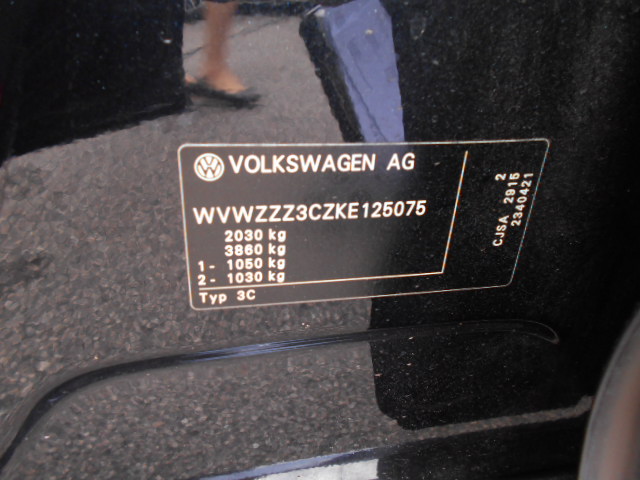 VOLKSWAGEN AG
WVWZZZ3CZKE125075
2030 kg
3860 kg
1- 1050 kg
2- 1030 kg
Typ 3C
2
CJSA 2915
2340421